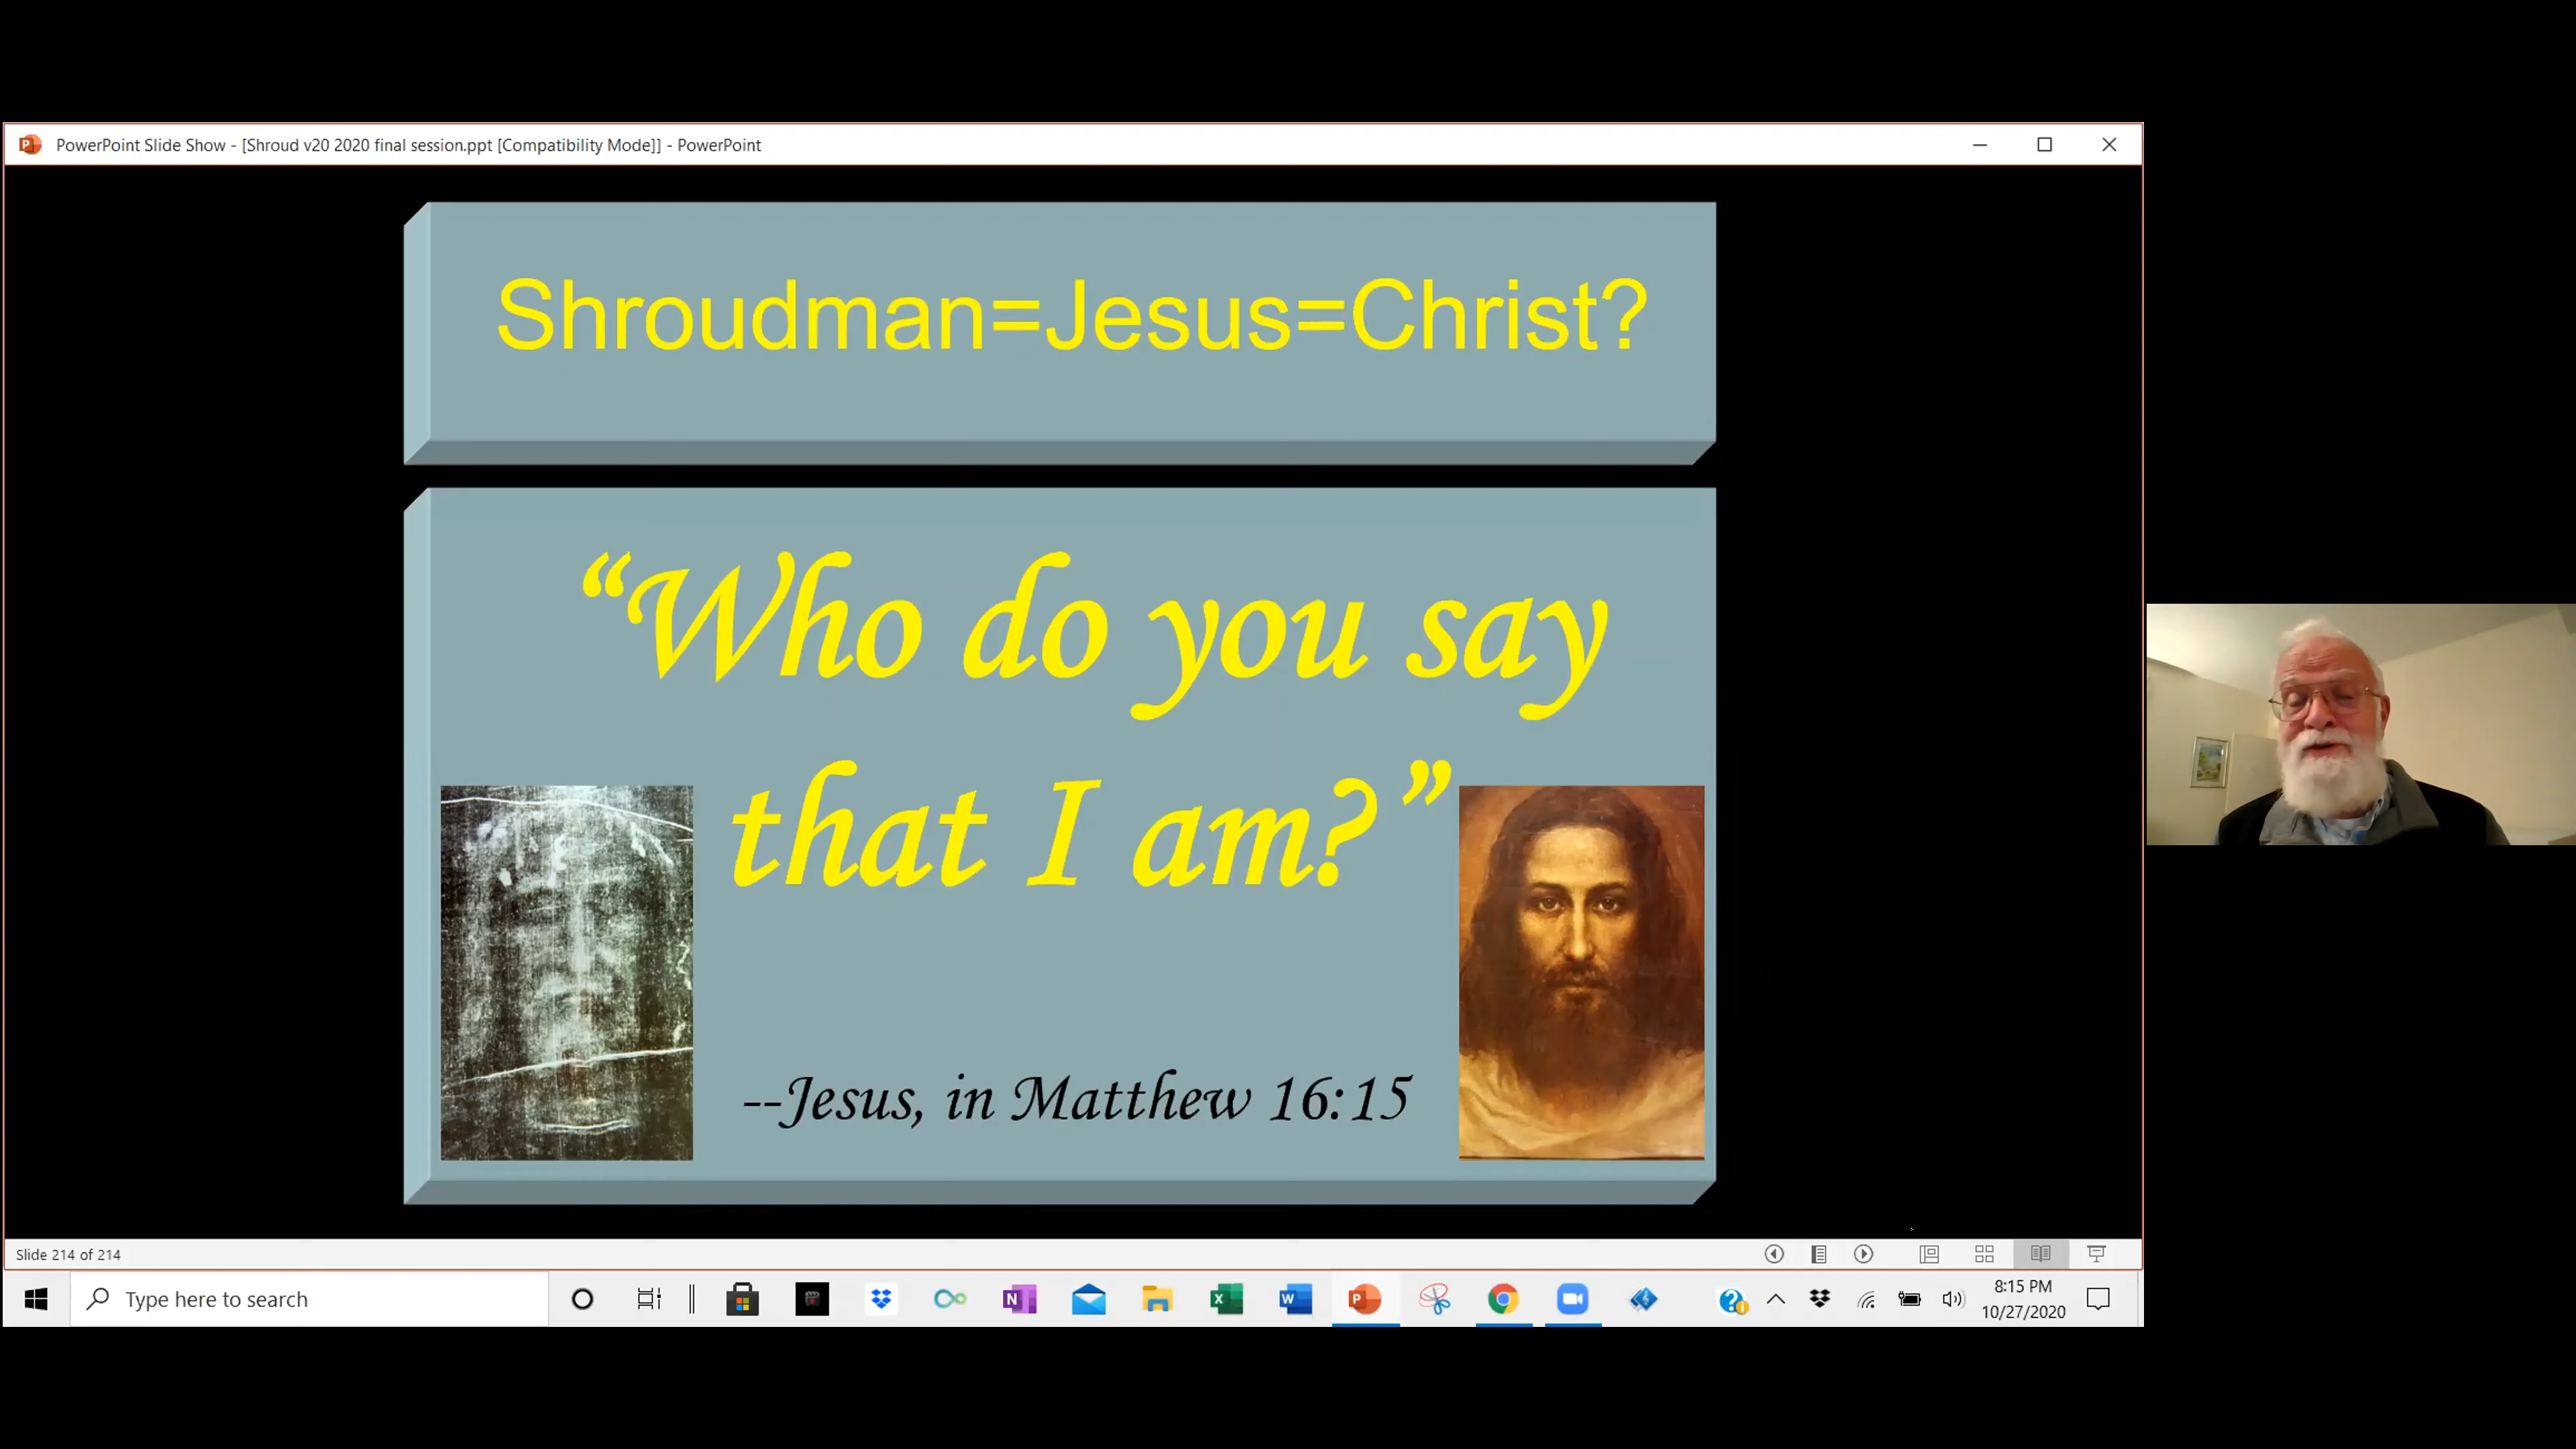 PowerPoint Slide Show - [Shroud v20 2020 final session.ppt [Compatibility Mode]] - PowerPoint
Shroudman=Jesus=Christ?
“Who do you say
that I am?”
--Jesus, in Matthew 16:15
Slide 214 of 214
Type here to search
8:15 PM
10/27/2020